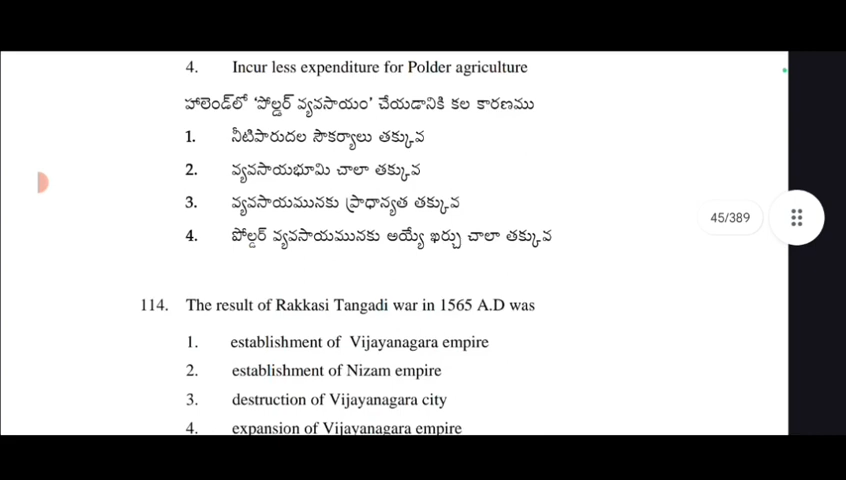 4. Incur less expenditure for Polder agriculture
హాలెండ్‌లో ‘పోల్డర్ వ్యవసాయం’ చేయడానికి కల కారణము
1. నీటిపారుదల సౌకర్యాలు తక్కువ
2. వ్యవసాయభూమి చాలా తక్కువ
3. వ్యవసాయమునకు ప్రాధాన్యత తక్కువ
45/389
4. పోల్డర్ వ్యవసాయమునకు అయ్యే ఖర్చు చాలా తక్కువ
114. The result of Rakkasi Tangadi war in 1565 A.D was
1. establishment of Vijayanagara empire
2. establishment of Nizam empire
3. destruction of Vijayanagara city
4. expansion of Vijayanagara empire